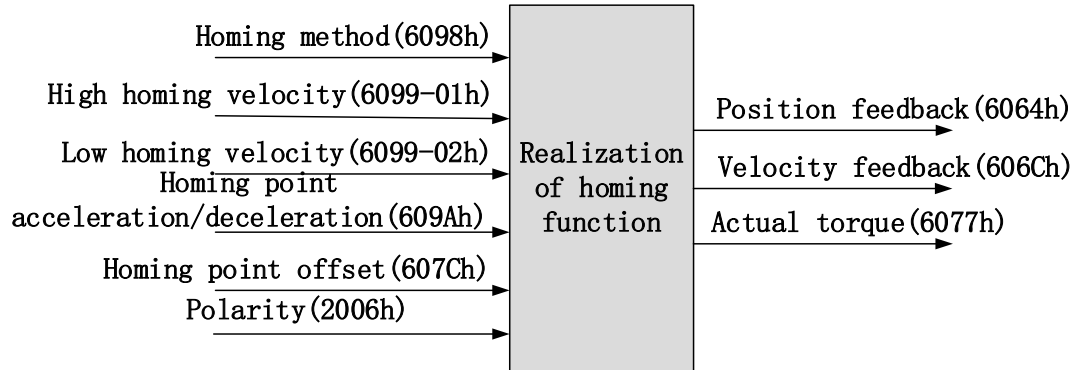 Homing method(6098h)
High homing velocity(6099-01h)
Low homing velocity(6099-02h)
Homing point
acceleration/deceleration(609Ah)
Homing point offset(607Ch)
Polarity(2006h)
Realization
of homing
function
Position feedback(6064h)
Velocity feedback(606Ch)
Actual torque(6077h)